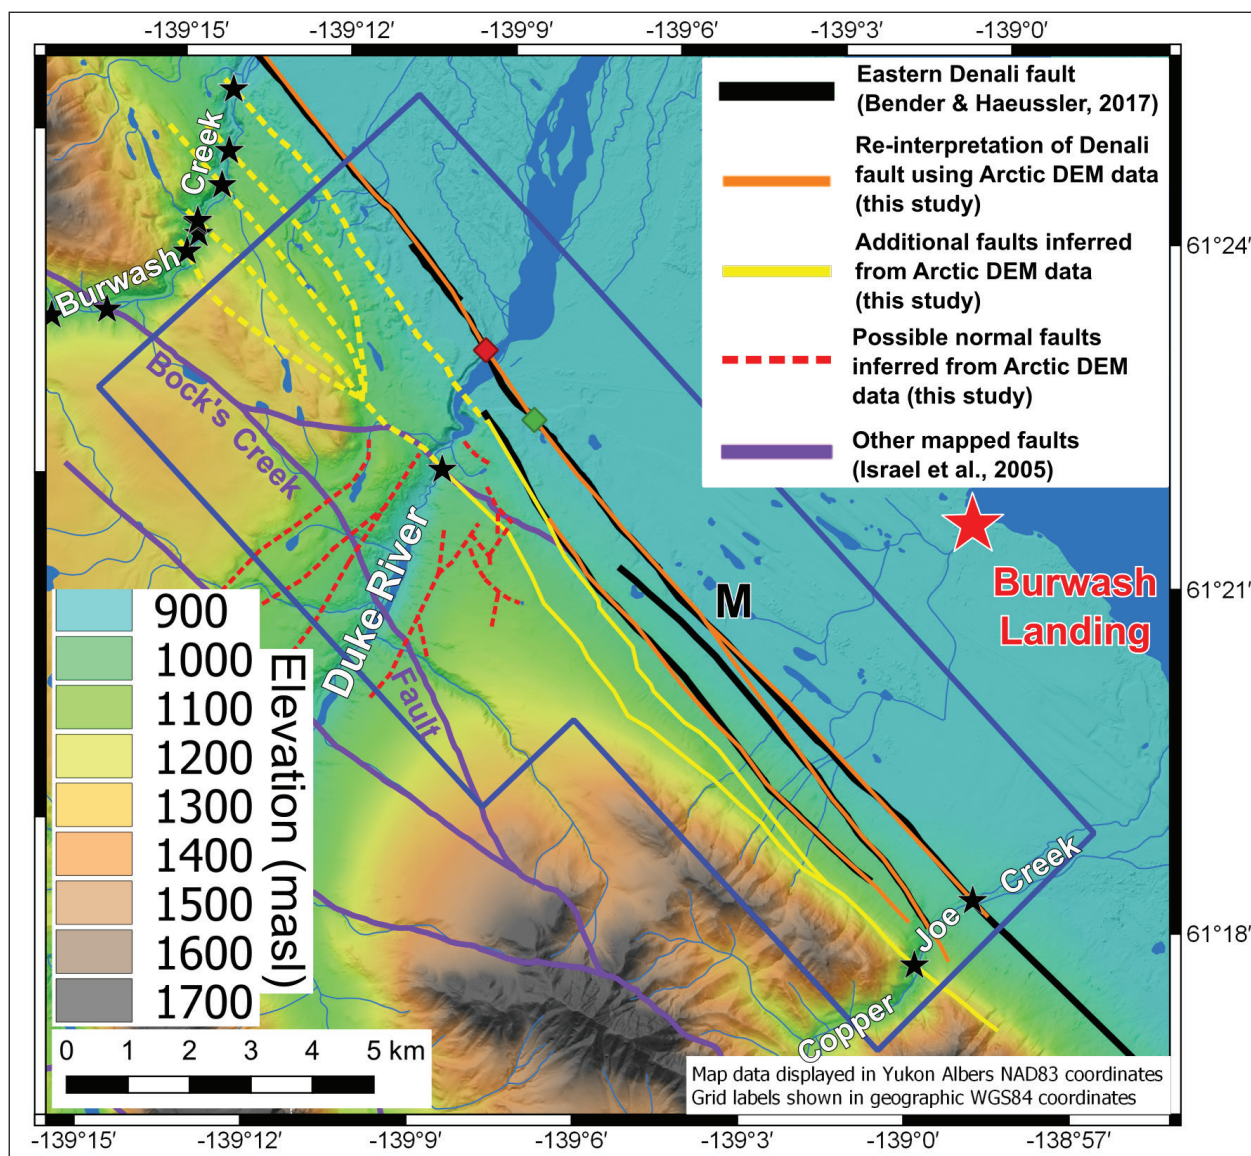 -139°15′ -139°12′ -139°9′ -139°6′ -139°3′ -139°0′
Eastern Denali fault
(Bender & Haeussler, 2017)
Re-interpretation of Denali
fault using Arctic DEM data
(this study)
Additional faults inferred
from Arctic DEM data
(this study)
Possible normal faults
inferred from Arctic DEM
data (this study)
Other mapped faults
(Israel et al., 2005)
61°24′
61°21′
61°18′
Burwash
Creek
Bock's Creek
Fault
Duke River
M
Burwash
Landing
Copper
Joe
Creek
900
1000
1100
1200
1300
1400
1500
1600
1700
Elevation (masl)
0 1 2 3 4 5 km
Map data displayed in Yukon Albers NAD83 coordinates
Grid labels shown in geographic WGS84 coordinates
-139°15′ -139°12′ -139°9′ -139°6′ -139°3′ -139°0′ -138°57′